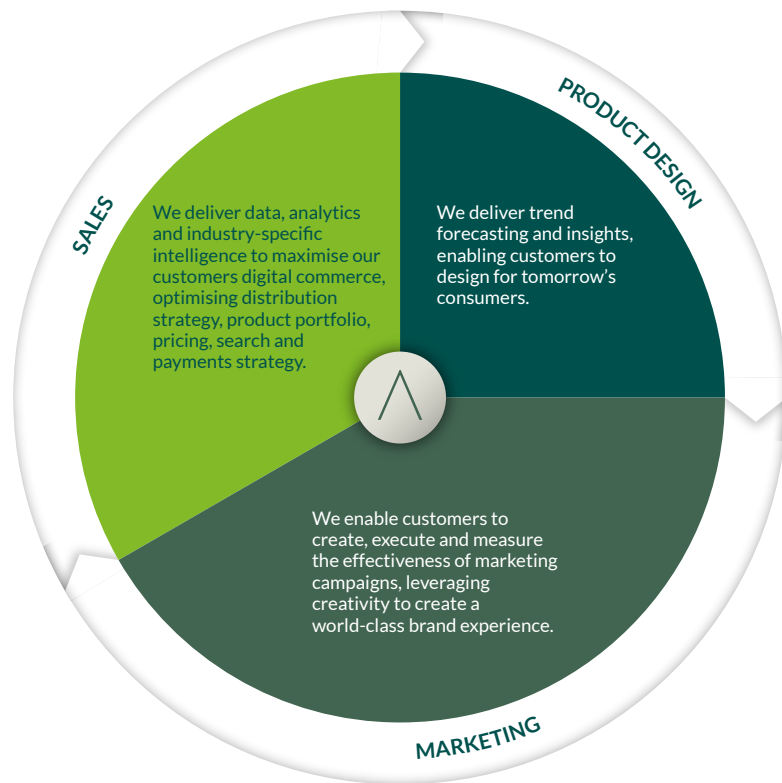 PRODUCT DESIGN
We deliver trend
forecasting and insights,
enabling customers to
design for tomorrow’s
consumers.
MARKETING
We enable customers to
create, execute and measure
the effectiveness of marketing
campaigns, leveraging
creativity to create a
world-class brand experience.
SALES
We deliver data, analytics
and industry-specific
intelligence to maximise our
customers digital commerce,
optimising distribution
strategy, product portfolio,
pricing, search and
payments strategy.